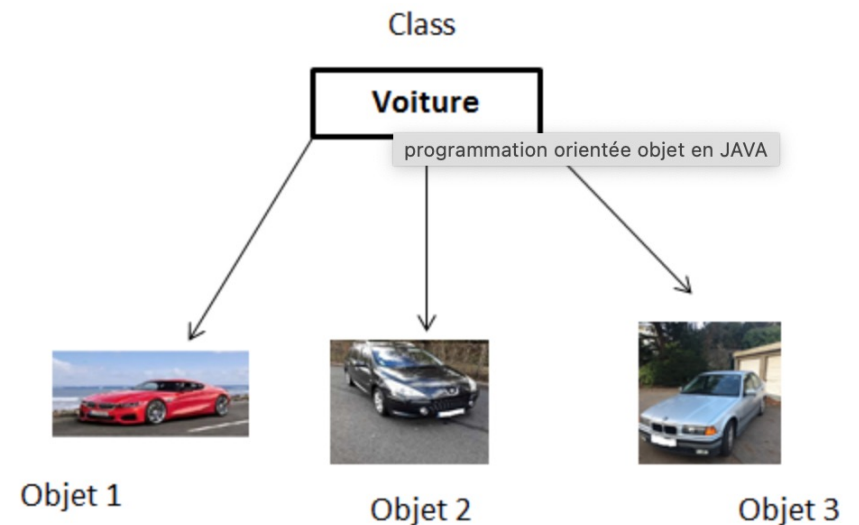 Class
Voiture
programmation orientée objet en JAVA
Objet 1
Objet 2
Objet 3